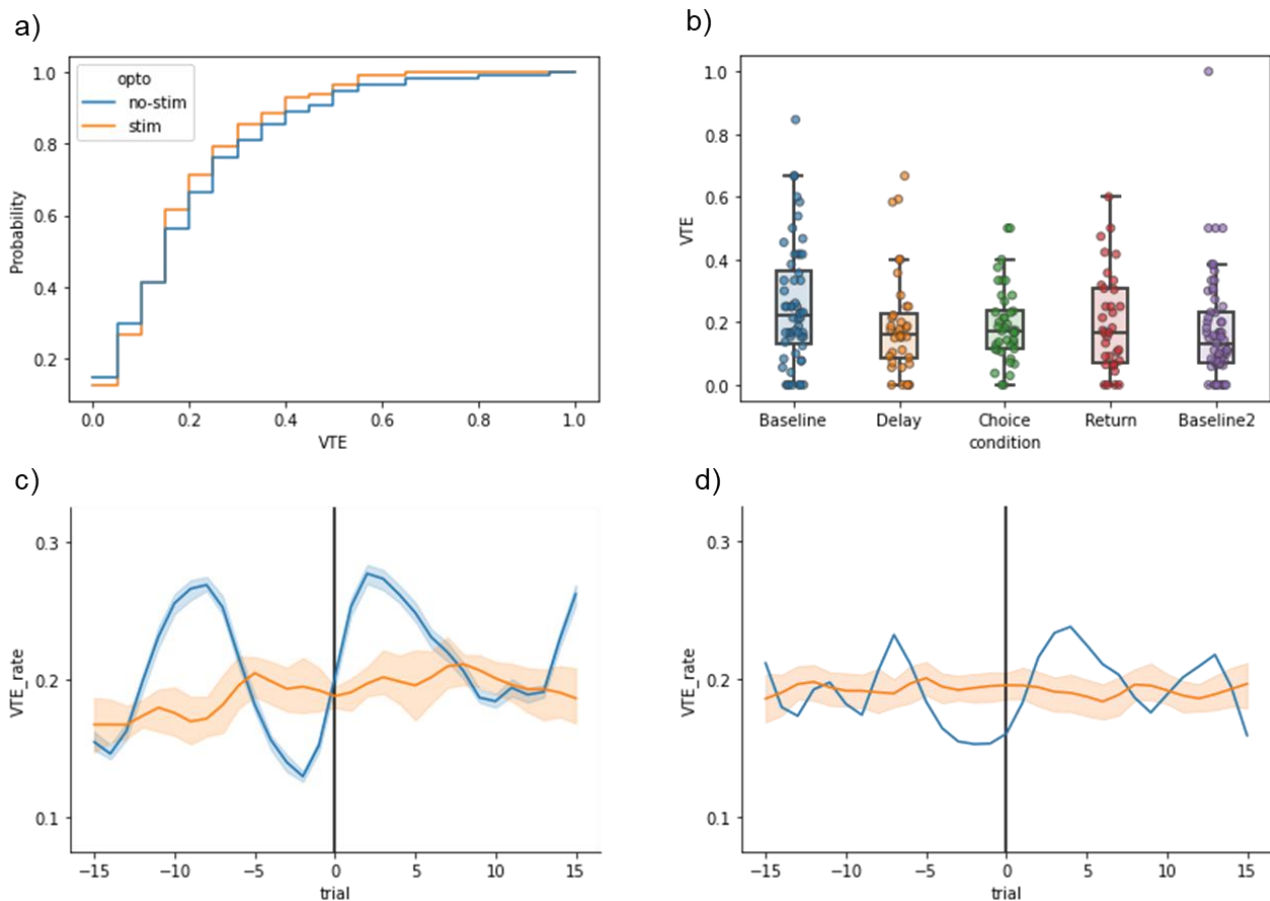 a)
1.0
0.8
0.6
0.4
0.2
Probability
opto
no-stim
stim
0.0 0.2 0.4 0.6 0.8 1.0
VTE
b)
1.0
0.8
0.6
0.4
0.2
0.0
VTE
Baseline Delay Choice Return Baseline2
condition
c)
0.3
0.2
0.1
VTE_rate
−15 −10 −5 0 5 10 15
trial
d)
0.3
0.2
0.1
VTE_rate
−15 −10 −5 0 5 10 15
trial